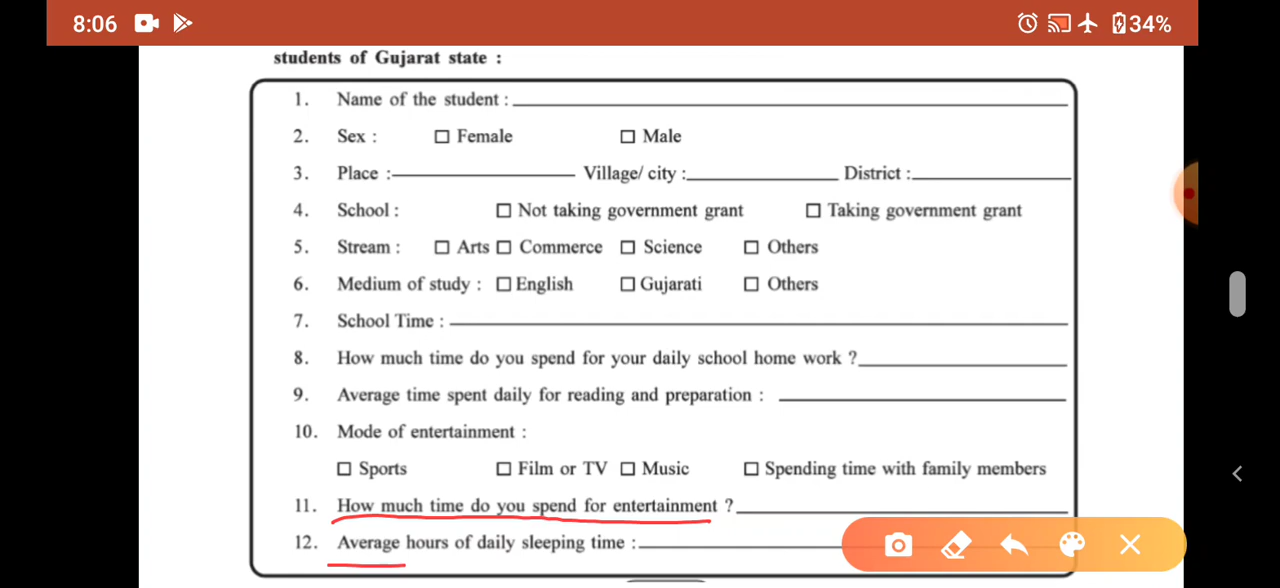 8:06 34%
students of Gujarat state :
1. Name of the student :
2. Sex : □ Female □ Male
3. Place : Village/ city : District :
4. School : □ Not taking government grant □ Taking government grant
5. Stream : □ Arts □ Commerce □ Science □ Others
6. Medium of study : □ English □ Gujarati □ Others
7. School Time :
8. How much time do you spend for your daily school home work ?
9. Average time spent daily for reading and preparation :
10. Mode of entertainment :
□ Sports □ Film or TV □ Music □ Spending time with family members
11. How much time do you spend for entertainment ?
12. Average hours of daily sleeping time :